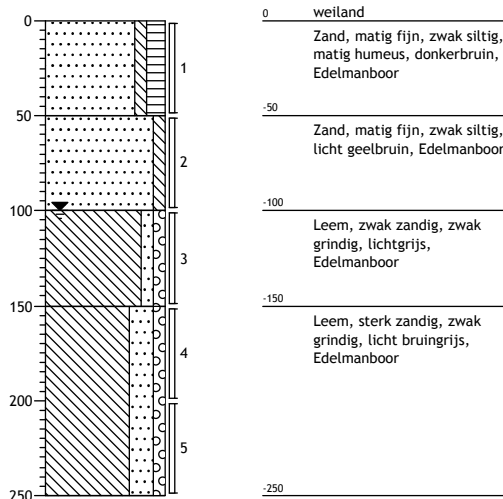 0
50
100
150
200
250
1
2
3
4
5
0 weiland
Zand, matig fijn, zwak siltig,
matig humeus, donkerbruin,
Edelmanboor
-50
Zand, matig fijn, zwak siltig,
licht geelbruin, Edelmanboor
-100
Leem, zwak zandig, zwak
grindig, lichtgrijs,
Edelmanboor
-150
Leem, sterk zandig, zwak
grindig, licht bruingrijs,
Edelmanboor
-250